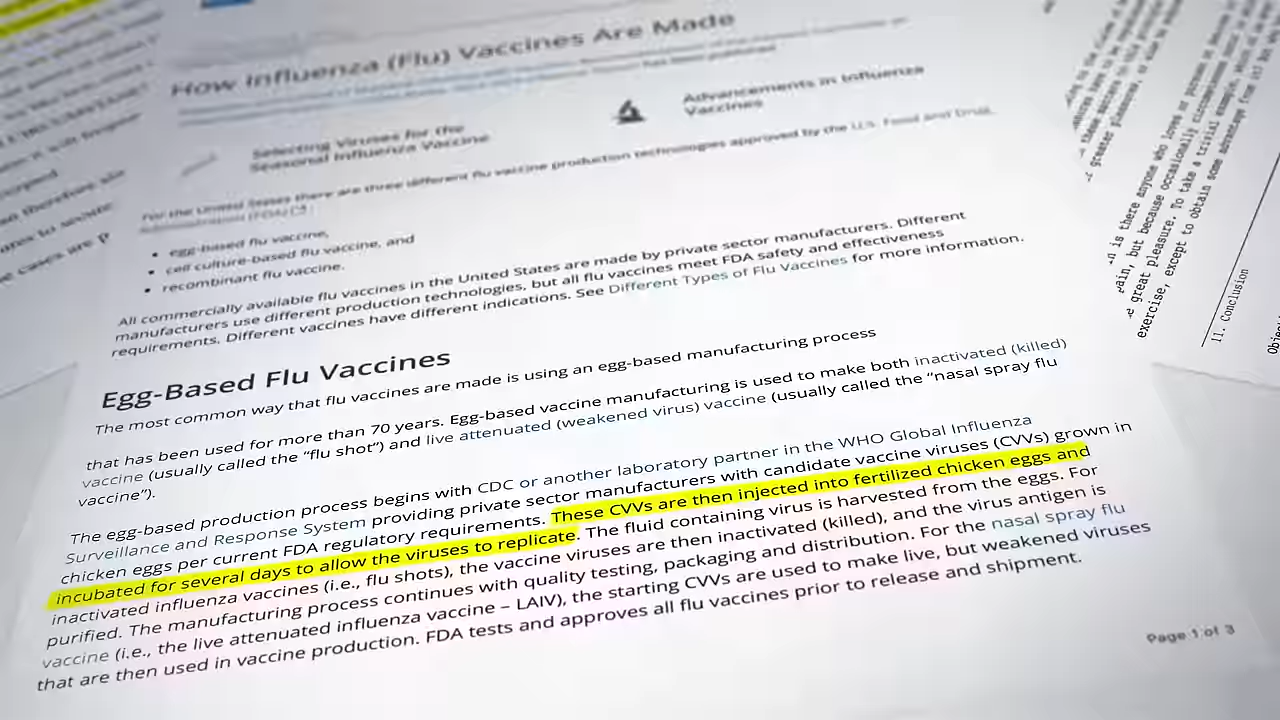 How Influenza (Flu) Vaccines Are Made
Selecting Viruses for the
Seasonal Influenza Vaccine
Advancements in Influenza
Vaccines
For the United States there are three different flu vaccine production technologies approved by the U.S. Food and Drug
Administration (FDA)
• egg-based flu vaccine,
• cell culture-based flu vaccine, and
• recombinant flu vaccine.
All commercially available flu vaccines in the United States are made by private sector manufacturers. Different
manufacturers use different production technologies, but all flu vaccines meet FDA safety and effectiveness
requirements. Different vaccines have different indications. See Different Types of Flu Vaccines for more information.
Egg-Based Flu Vaccines
The most common way that flu vaccines are made is using an egg-based manufacturing process
that has been used for more than 70 years. Egg-based vaccine manufacturing is used to make both inactivated (killed)
vaccine (usually called the “flu shot”) and live attenuated (weakened virus) vaccine (usually called the “nasal spray flu
vaccine”).
The egg-based production process begins with CDC or another laboratory partner in the WHO Global Influenza
Surveillance and Response System providing private sector manufacturers with candidate vaccine viruses (CVVs) grown in
chicken eggs per current FDA regulatory requirements. These CVVs are then injected into fertilized chicken eggs and
incubated for several days to allow the viruses to replicate. The fluid containing virus is harvested from the eggs. For
inactivated influenza vaccines (i.e., flu shots), the vaccine viruses are then inactivated (killed), and the virus antigen is
purified. The manufacturing process continues with quality testing, packaging and distribution. For the nasal spray flu
vaccine (i.e., the live attenuated influenza vaccine – LAIV), the starting CVVs are used to make live, but weakened viruses
that are then used in vaccine production. FDA tests and approves all flu vaccines prior to release and shipment.
Page 1 of 3
is there anyone who loves or pursues or
but because occasionally circumstances
great pleasure. To take a trivial example,
exercise, except to obtain some advantage from
11. Conclusion